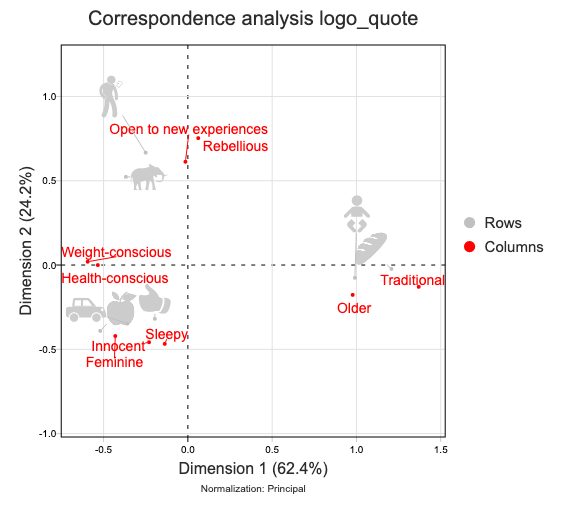 Correspondence analysis logo_quote
Dimension 2 (24.2%)
1.0
0.5
0.0
-0.5
-1.0
Open to new experiences
Rebellious
Weight-conscious
Health-conscious
Traditional
Older
Sleepy
Innocent
Feminine
Rows
Columns
-0.5
0.0
0.5
1.0
1.5
Dimension 1 (62.4%)
Normalization: Principal